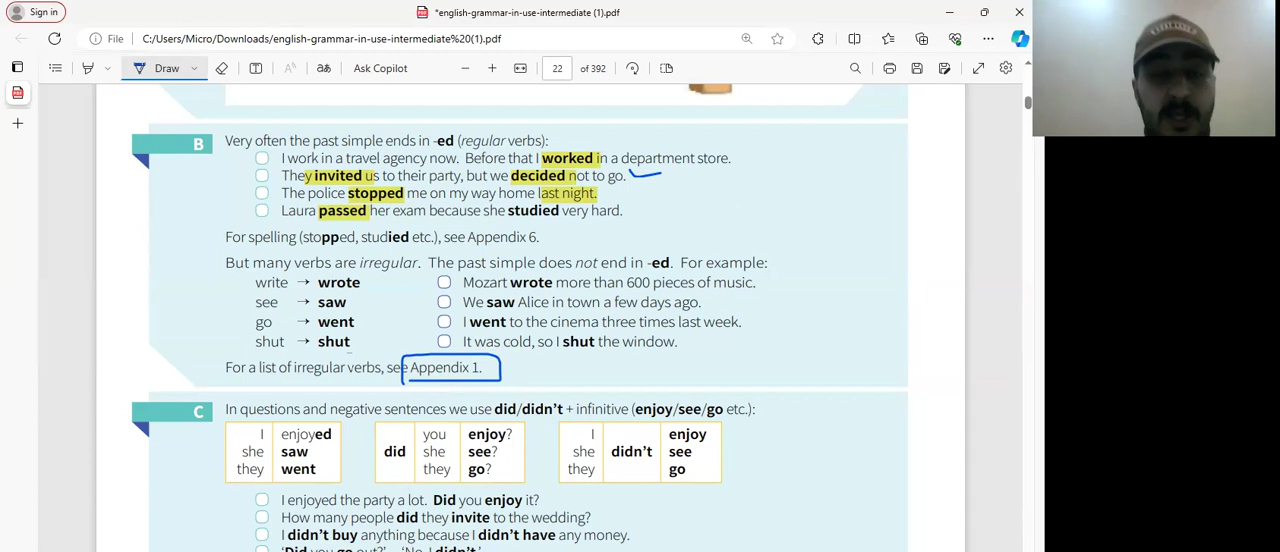 Sign in
*english-grammar-in-use-intermediate (1).pdf
File C:/Users/Micro/Downloads/english-grammar-in-use-intermediate%20(1).pdf
Draw
Ask Copilot
22 of 392
B Very often the past simple ends in -ed (regular verbs):
I work in a travel agency now. Before that I worked in a department store.
They invited us to their party, but we decided not to go.
The police stopped me on my way home last night.
Laura passed her exam because she studied very hard.
For spelling (stopped, studied etc.), see Appendix 6.
But many verbs are irregular. The past simple does not end in -ed. For example:
write → wrote Mozart wrote more than 600 pieces of music.
see → saw We saw Alice in town a few days ago.
go → went I went to the cinema three times last week.
shut → shut It was cold, so I shut the window.
For a list of irregular verbs, see Appendix 1.
C In questions and negative sentences we use did/didn’t + infinitive (enjoy/see/go etc.):
I enjoyed you enjoy? I enjoy
she saw did she see? she didn’t see
they went they go? they go
I enjoyed the party a lot. Did you enjoy it?
How many people did they invite to the wedding?
I didn’t buy anything because I didn’t have any money.
‘Did you go out?’ ‘No, I didn’t.’